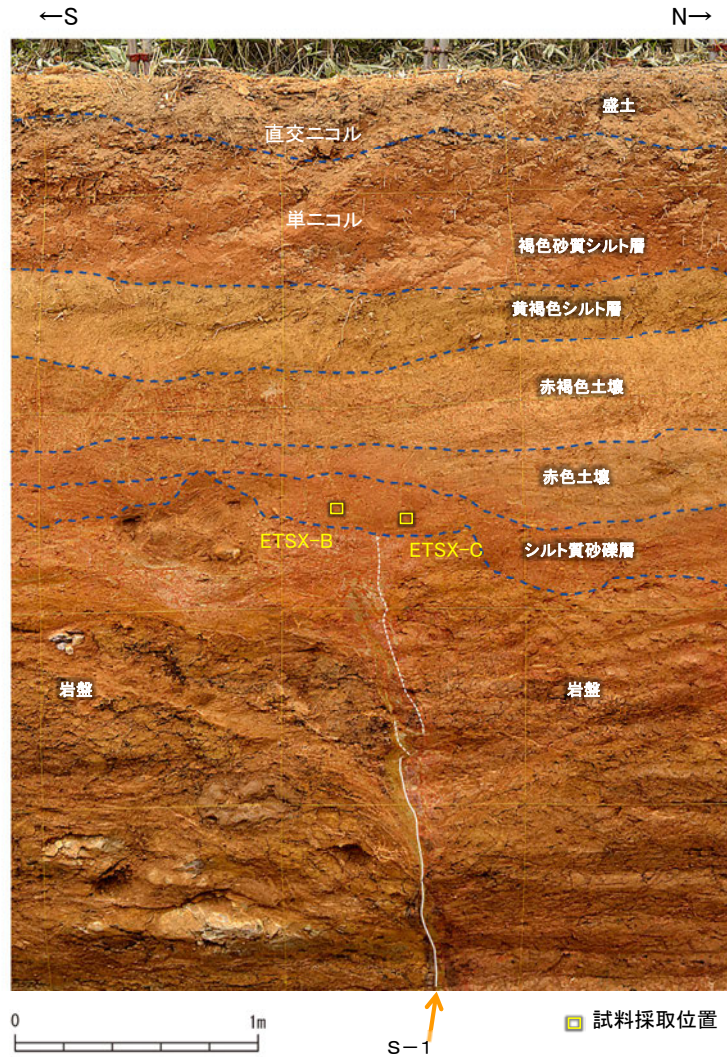 ←S
N→
盛土
直交ニコル
単ニコル
褐色砂質シルト層
黄褐色シルト層
赤褐色土壌
赤色土壌
ETSX-B
ETSX-C
シルト質砂礫層
岩盤
岩盤
0
1m
試料採取位置
S-1